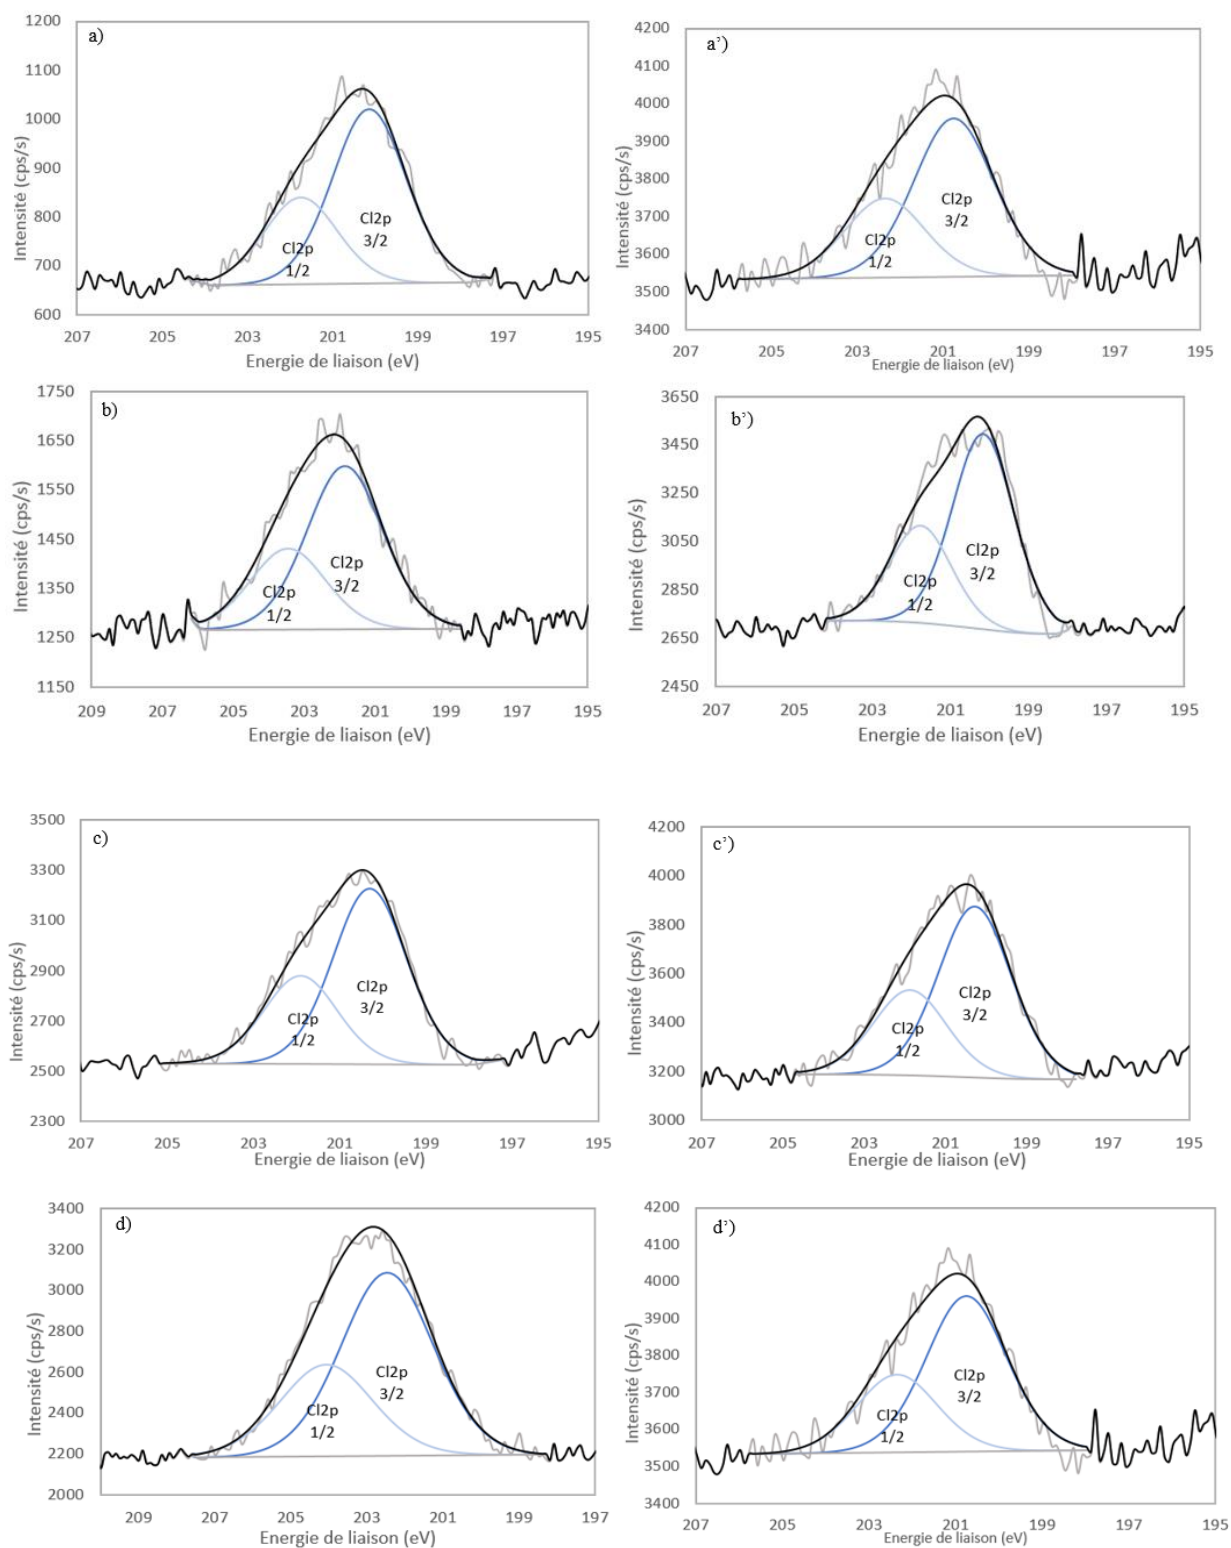 a)
Intensité (cps/s)
1200
1100
1000
900
800
700
600
Cl2p
3/2
Cl2p
1/2
207 205 203 201 199 197 195
Energie de liaison (eV)
a’)
Intensité (cps/s)
4200
4100
4000
3900
3800
3700
3600
3500
3400
Cl2p
3/2
Cl2p
1/2
207 205 203 201 199 197 195
Energie de liaison (eV)
b)
Intensité (cps/s)
1750
1650
1550
1450
1350
1250
1150
Cl2p
3/2
Cl2p
1/2
209 207 205 203 201 199 195
Energie de liaison (eV)
b’)
Intensité (cps/s)
3650
3450
3250
3050
2850
2650
2450
Cl2p
3/2
Cl2p
1/2
207 205 203 201 199 197 195
Energie de liaison (eV)
c)
Intensité (cps/s)
3500
3300
3100
2900
2700
2500
2300
Cl2p
3/2
Cl2p
1/2
207 205 203 201 199 197 195
Energie de liaison (eV)
c’)
Intensité (cps/s)
4200
4000
3800
3600
3400
3200
3000
Cl2p
3/2
Cl2p
1/2
207 205 203 201 199 197 195
Energie de liaison (eV)
d)
Intensité (cps/s)
3400
3200
3000
2800
2600
2400
2200
2000
Cl2p
3/2
Cl2p
1/2
209 207 205 203 201 199 197
Energie de liaison (eV)
d’)
Intensité (cps/s)
4200
4100
4000
3900
3800
3700
3600
3500
3400
Cl2p
3/2
Cl2p
1/2
207 205 203 201 199 197 195
Energie de liaison (eV)